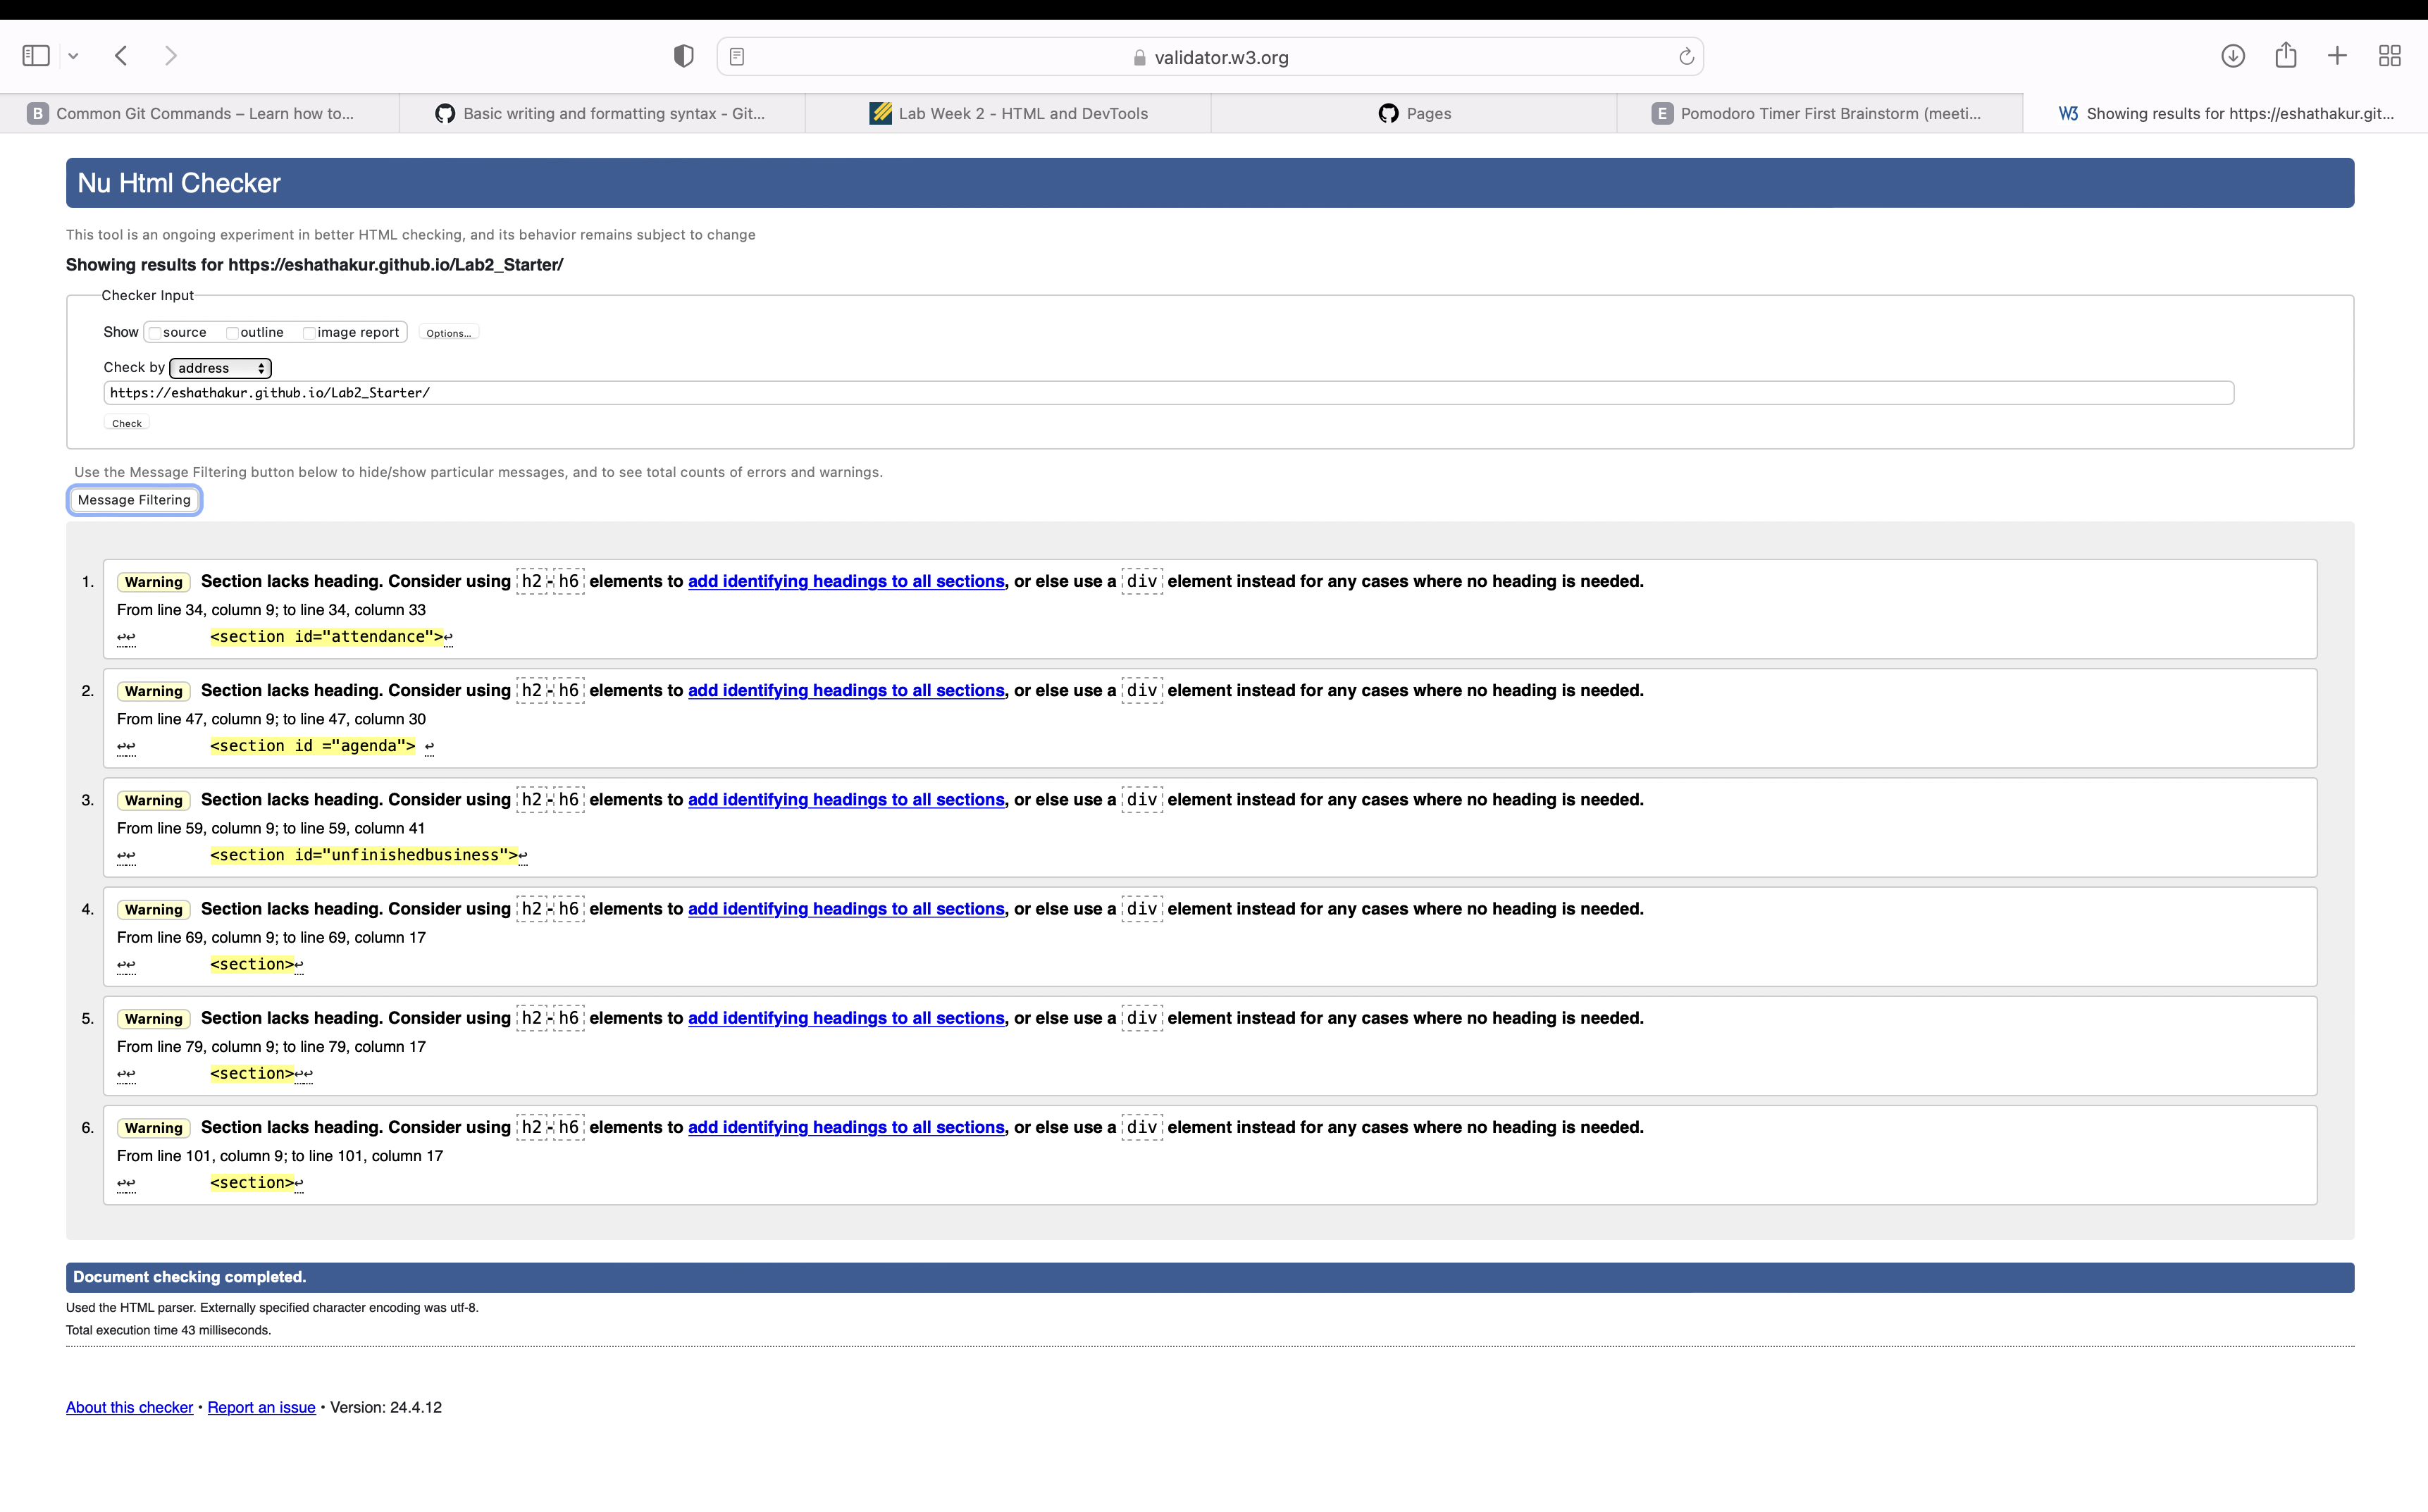 validator.w3.org
B Common Git Commands – Learn how to...
Basic writing and formatting syntax - Git...
Lab Week 2 - HTML and DevTools
Pages
E Pomodoro Timer First Brainstorm (meeti...
W3 Showing results for https://eshathakur.git...
Nu Html Checker
This tool is an ongoing experiment in better HTML checking, and its behavior remains subject to change
Showing results for https://eshathakur.github.io/Lab2_Starter/
Checker Input
Show source outline image report Options...
Check by address
https://eshathakur.github.io/Lab2_Starter/
Check
Use the Message Filtering button below to hide/show particular messages, and to see total counts of errors and warnings.
Message Filtering
1. Warning Section lacks heading. Consider using h2-h6 elements to add identifying headings to all sections, or else use a div element instead for any cases where no heading is needed.
From line 34, column 9; to line 34, column 33
↩↩ <section id="attendance">↩
2. Warning Section lacks heading. Consider using h2-h6 elements to add identifying headings to all sections, or else use a div element instead for any cases where no heading is needed.
From line 47, column 9; to line 47, column 30
↩↩ <section id ="agenda"> ↩
3. Warning Section lacks heading. Consider using h2-h6 elements to add identifying headings to all sections, or else use a div element instead for any cases where no heading is needed.
From line 59, column 9; to line 59, column 41
↩↩ <section id="unfinishedbusiness">↩
4. Warning Section lacks heading. Consider using h2-h6 elements to add identifying headings to all sections, or else use a div element instead for any cases where no heading is needed.
From line 69, column 9; to line 69, column 17
↩↩ <section>↩
5. Warning Section lacks heading. Consider using h2-h6 elements to add identifying headings to all sections, or else use a div element instead for any cases where no heading is needed.
From line 79, column 9; to line 79, column 17
↩↩ <section>↩↩
6. Warning Section lacks heading. Consider using h2-h6 elements to add identifying headings to all sections, or else use a div element instead for any cases where no heading is needed.
From line 101, column 9; to line 101, column 17
↩↩ <section>↩
Document checking completed.
Used the HTML parser. Externally specified character encoding was utf-8.
Total execution time 43 milliseconds.
About this checker • Report an issue • Version: 24.4.12